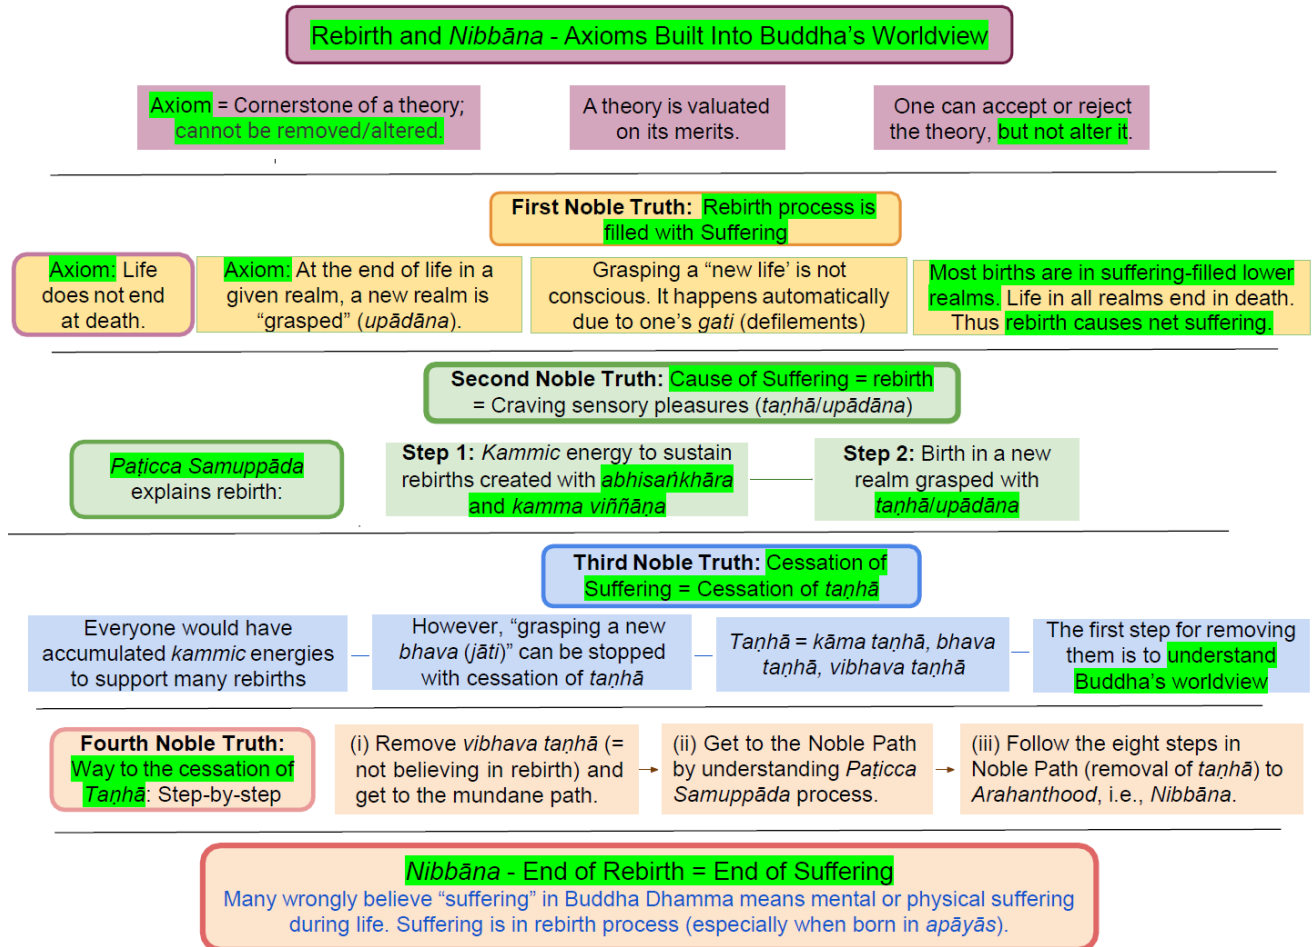 Rebirth and Nibbāna - Axioms Built Into Buddha's Worldview
Axiom = Cornerstone of a theory;
cannot be removed/altered.
A theory is valuated
on its merits.
One can accept or reject
the theory, but not alter it.
First Noble Truth: Rebirth process is
filled with Suffering
Axiom: Life
does not end
at death.
Axiom: At the end of life in a
given realm, a new realm is
“grasped” (upādāna).
Grasping a “new life’ is not
conscious. It happens automatically
due to one’s gati (defilements)
Most births are in suffering-filled lower
realms. Life in all realms end in death.
Thus rebirth causes net suffering.
Second Noble Truth: Cause of Suffering = rebirth
= Craving sensory pleasures (taṇhā/upādāna)
Paṭicca Samuppāda
explains rebirth:
Step 1: Kammic energy to sustain
rebirths created with abhisaṅkhāra
and kamma viññāṇa
Step 2: Birth in a new
realm grasped with
taṇhā/upādāna
Third Noble Truth: Cessation of
Suffering = Cessation of taṇhā
Everyone would have
accumulated kammic energies
to support many rebirths
However, “grasping a new
bhava (jāti)” can be stopped
with cessation of taṇhā
Taṇhā = kāma taṇhā, bhava
taṇhā, vibhava taṇhā
The first step for removing
them is to understand
Buddha’s worldview
Fourth Noble Truth:
Way to the cessation of
Taṇhā: Step-by-step
(i) Remove vibhava taṇhā (=
not believing in rebirth) and
get to the mundane path.
(ii) Get to the Noble Path
by understanding Paṭicca
Samuppāda process.
(iii) Follow the eight steps in
Noble Path (removal of taṇhā) to
Arahanthood, i.e., Nibbāna.
Nibbāna - End of Rebirth = End of Suffering
Many wrongly believe “suffering” in Buddha Dhamma means mental or physical suffering
during life. Suffering is in rebirth process (especially when born in apāyās).